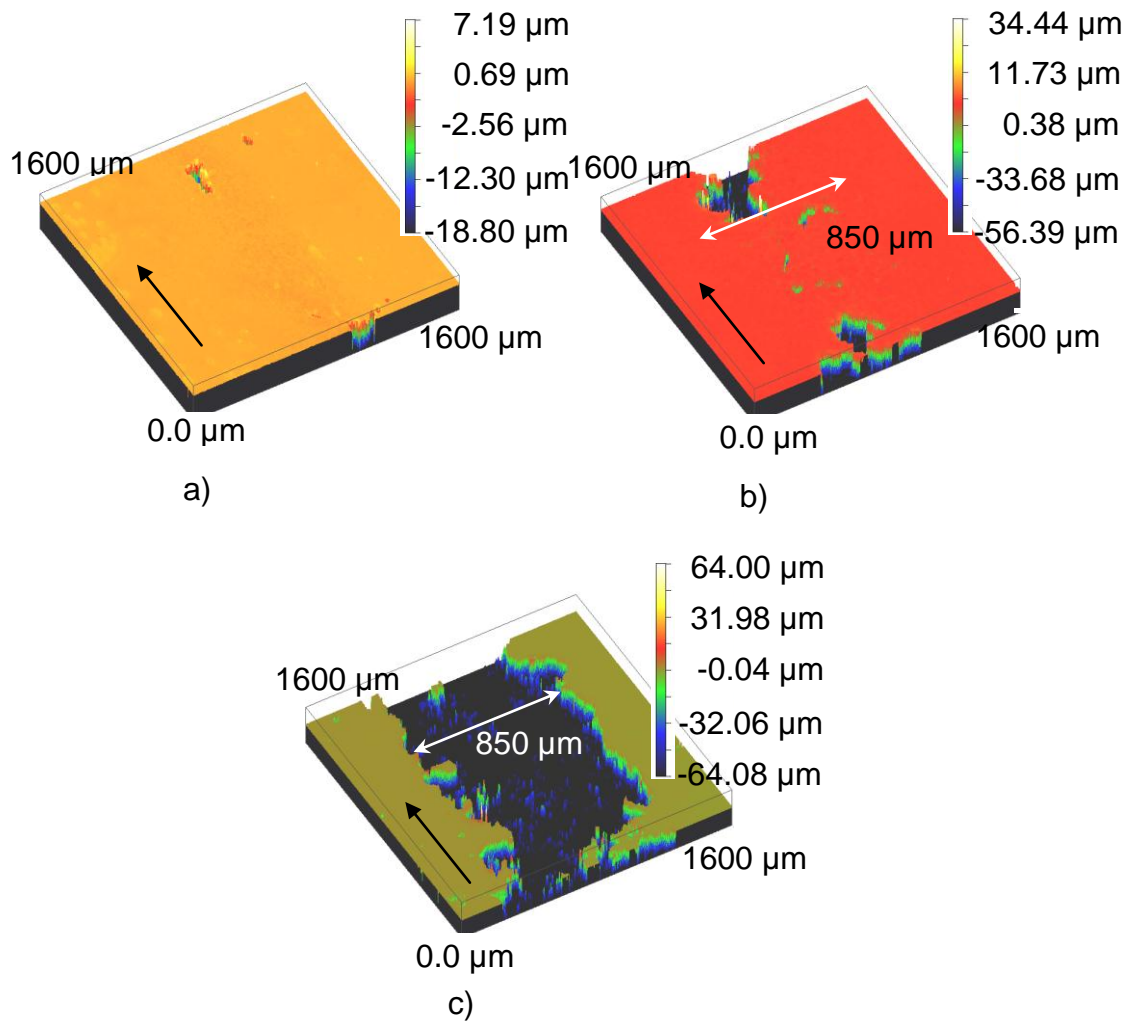 7.19 µm
0.69 µm
-2.56 µm
-12.30 µm
-18.80 µm
1600 µm
1600 µm
0.0 µm
a)
34.44 µm
11.73 µm
0.38 µm
-33.68 µm
-56.39 µm
1600 µm
850 µm
1600 µm
0.0 µm
b)
64.00 µm
31.98 µm
-0.04 µm
-32.06 µm
-64.08 µm
1600 µm
850 µm
1600 µm
0.0 µm
c)